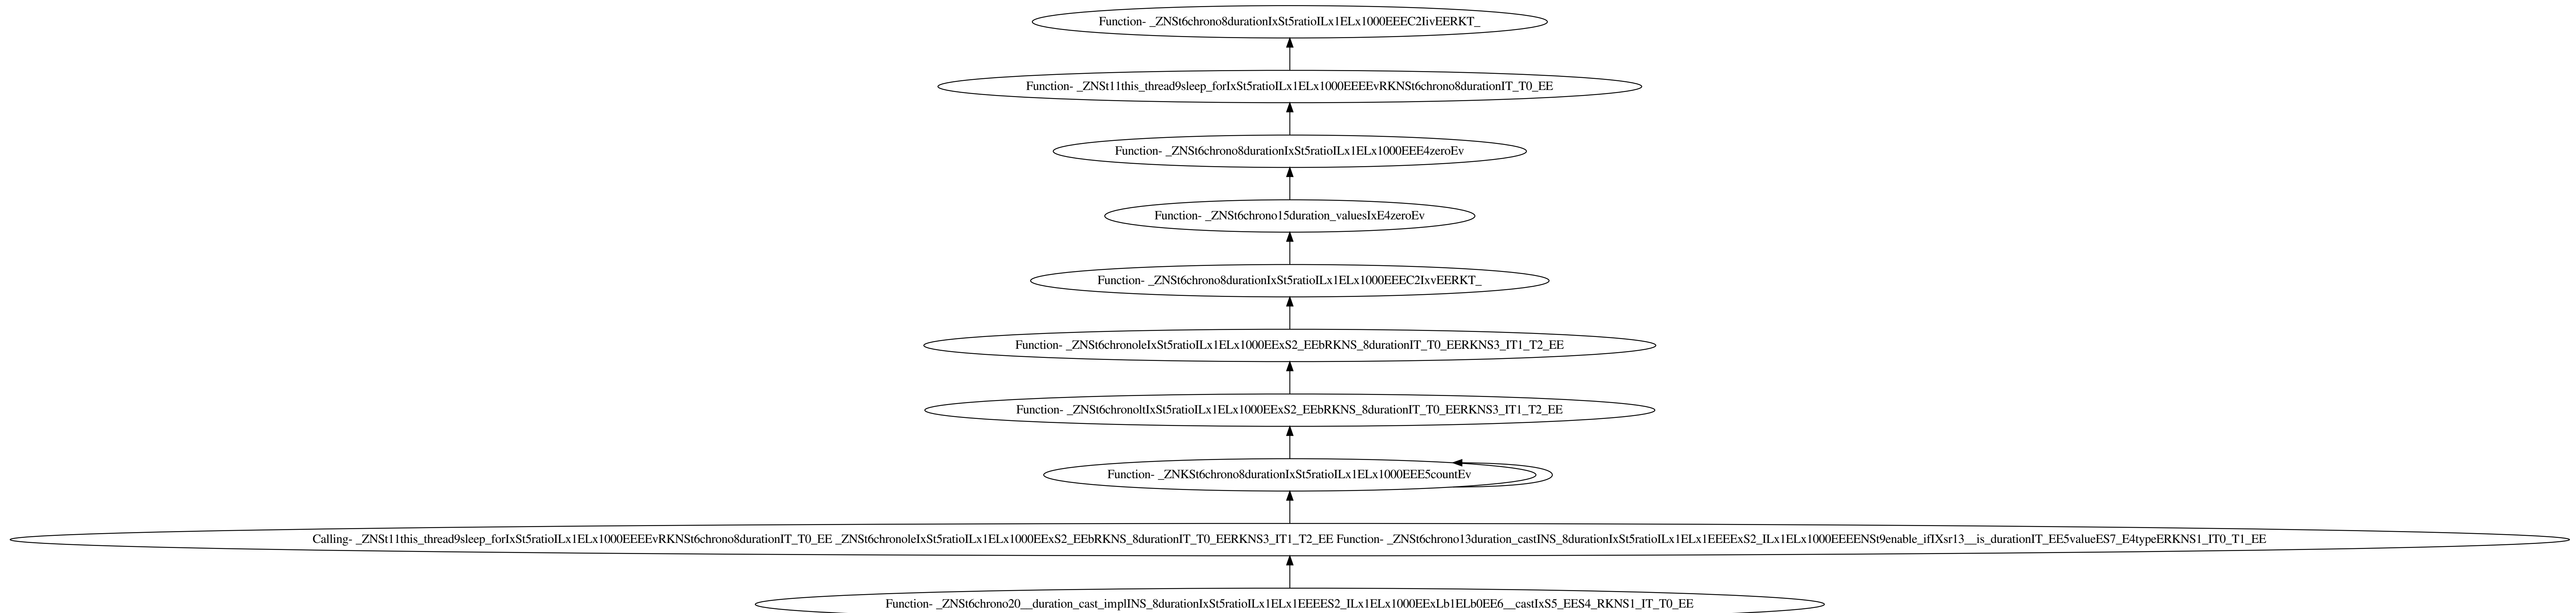 Function- _ZNSt6chrono8durationIxSt5ratioILx1ELx1000EEEC2IivEERKT_
Function- _ZNSt11this_thread9sleep_forIxSt5ratioILx1ELx1000EEEEvRKNSt6chrono8durationIT_T0_EE
Function- _ZNSt6chrono8durationIxSt5ratioILx1ELx1000EEE4zeroEv
Function- _ZNSt6chrono15duration_valuesIxE4zeroEv
Function- _ZNSt6chrono8durationIxSt5ratioILx1ELx1000EEEC2IxvEERKT_
Function- _ZNSt6chronoleIxSt5ratioILx1ELx1000EExS2_EEbRKNS_8durationIT_T0_EERKNS3_IT1_T2_EE
Function- _ZNSt6chronoltIxSt5ratioILx1ELx1000EExS2_EEbRKNS_8durationIT_T0_EERKNS3_IT1_T2_EE
Function- _ZNKSt6chrono8durationIxSt5ratioILx1ELx1000EEE5countEv
Calling- _ZNSt11this_thread9sleep_forIxSt5ratioILx1ELx1000EEEEvRKNSt6chrono8durationIT_T0_EE _ZNSt6chronoleIxSt5ratioILx1ELx1000EExS2_EEbRKNS_8durationIT_T0_EERKNS3_IT1_T2_EE Function- _ZNSt6chrono13duration_castINS_8durationIxSt5ratioILx1ELx1EEEExS2_ILx1ELx1000EEEENSt9enable_ifIXsr13__is_durationIT_EE5valueES7_E4typeERKNS1_IT0_T1_EE
Function- _ZNSt6chrono20__duration_cast_implINS_8durationIxSt5ratioILx1ELx1EEEES2_ILx1ELx1000EExLb1ELb0EE6__castIxS5_EES4_RKNS1_IT_T0_EE